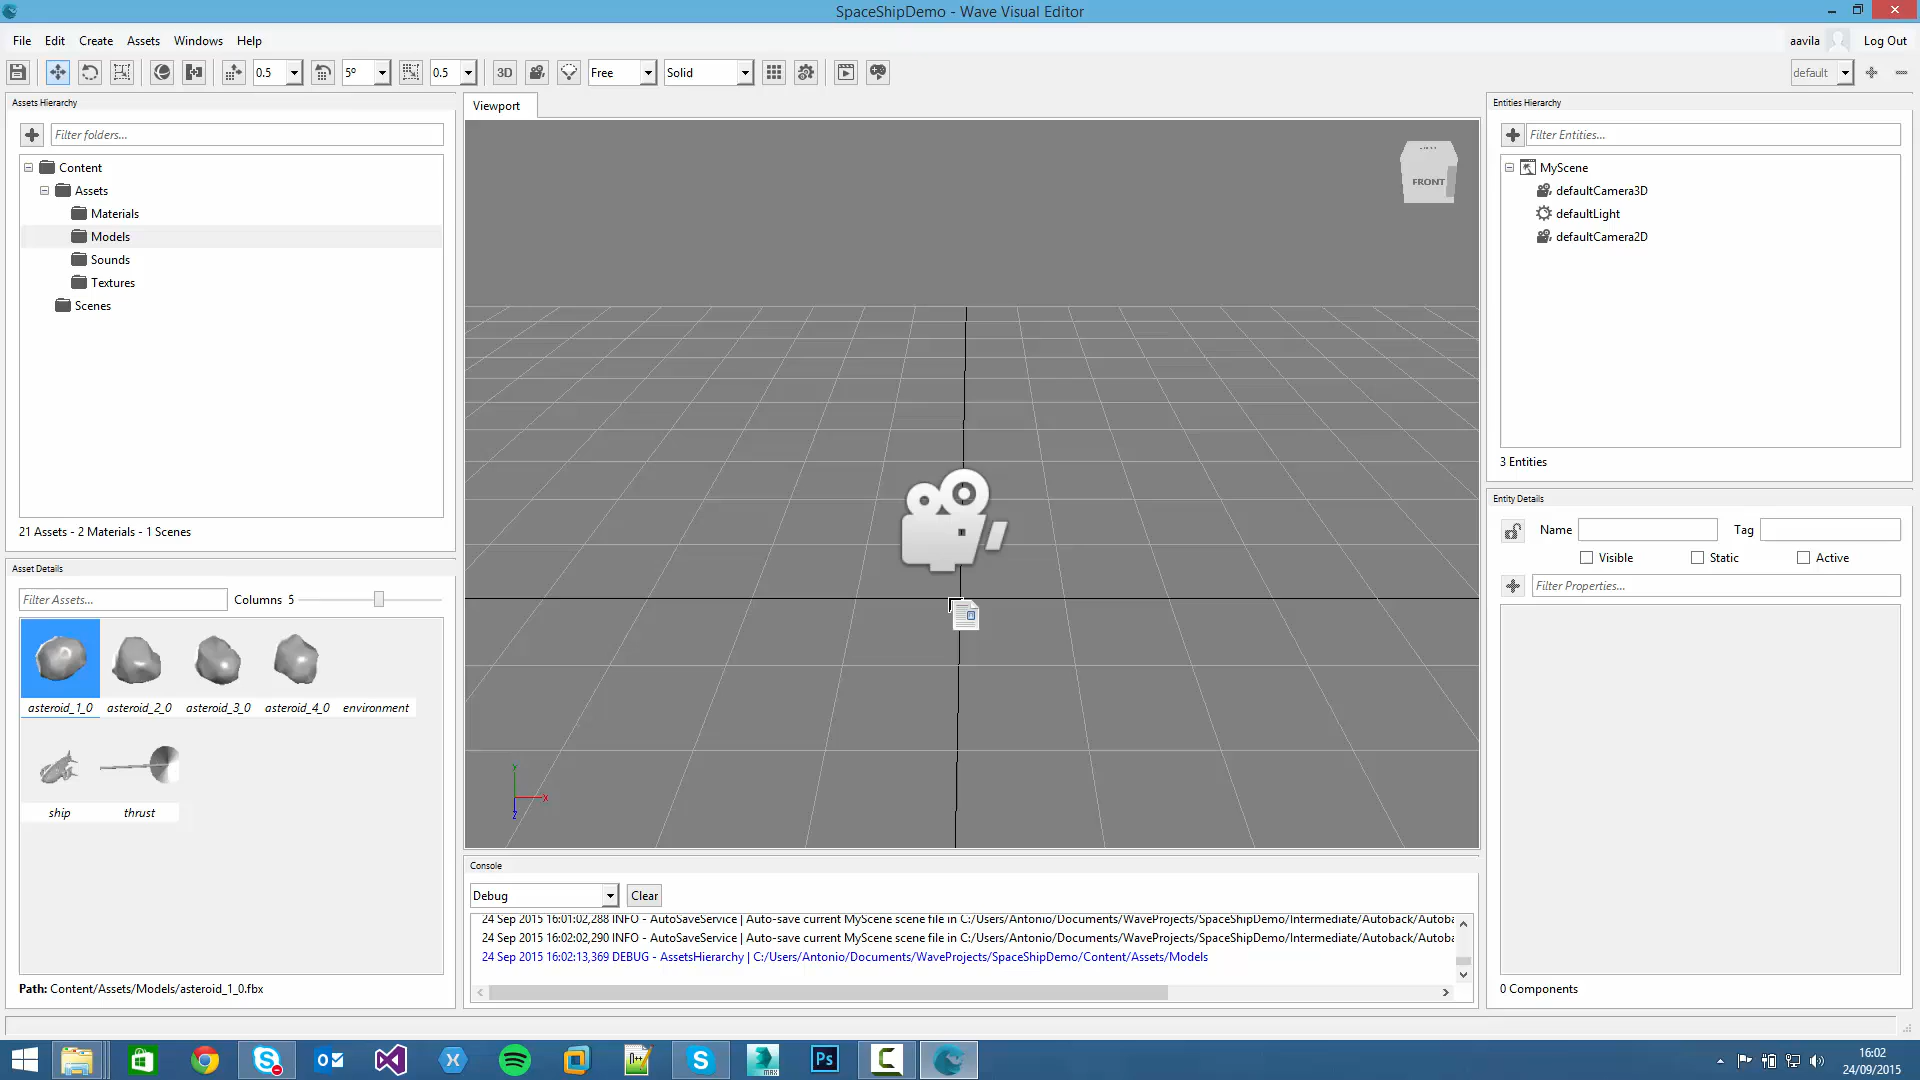 SpaceShipDemo - Wave Visual Editor
File Edit Create Assets Windows Help
aavila Log Out
0.5 5º 0.5 3D Free Solid default
Assets Hierarchy
Filter folders...
Content
Assets
Materials
Models
Sounds
Textures
Scenes
21 Assets - 2 Materials - 1 Scenes
Asset Details
Filter Assets... Columns 5
asteroid_1_0 asteroid_2_0 asteroid_3_0 asteroid_4_0 environment
ship thrust
Path: Content/Assets/Models/asteroid_1_0.fbx
Viewport
FRONT
Y
X
Z
Console
Debug Clear
24 Sep 2015 16:01:02,288 INFO - AutoSaveService | Auto-save current MyScene scene file in C:/Users/Antonio/Documents/WaveProjects/SpaceShipDemo/Intermediate/Autoback/Autoba
24 Sep 2015 16:02:02,290 INFO - AutoSaveService | Auto-save current MyScene scene file in C:/Users/Antonio/Documents/WaveProjects/SpaceShipDemo/Intermediate/Autoback/Autoba
24 Sep 2015 16:02:13,369 DEBUG - AssetsHierarchy | C:/Users/Antonio/Documents/WaveProjects/SpaceShipDemo/Content/Assets/Models
Entities Hierarchy
Filter Entities...
MyScene
defaultCamera3D
defaultLight
defaultCamera2D
3 Entities
Entity Details
Name Tag
Visible Static Active
Filter Properties...
0 Components
Ps
16:02
24/09/2015